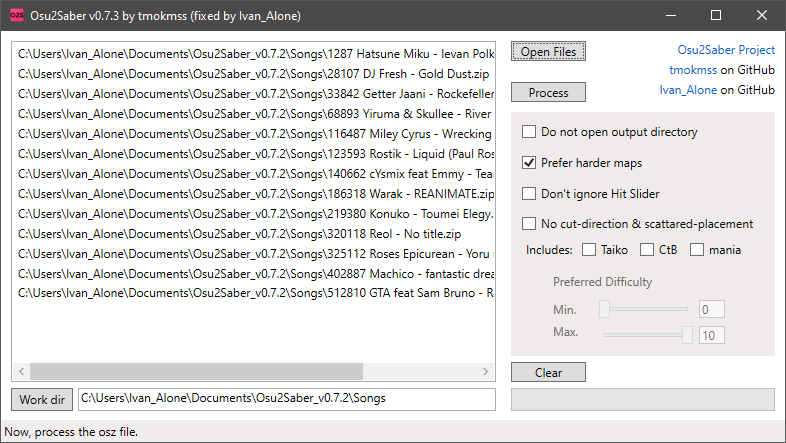 Osu2Saber v0.7.3 by tmokmss (fixed by Ivan_Alone)
C:\Users\Ivan_Alone\Documents\Osu2Saber_v0.7.2\Songs\1287 Hatsune Miku - Ievan Polk
C:\Users\Ivan_Alone\Documents\Osu2Saber_v0.7.2\Songs\28107 DJ Fresh - Gold Dust.zip
C:\Users\Ivan_Alone\Documents\Osu2Saber_v0.7.2\Songs\33842 Getter Jaani - Rockefeller
C:\Users\Ivan_Alone\Documents\Osu2Saber_v0.7.2\Songs\68893 Yiruma & Skullee - River
C:\Users\Ivan_Alone\Documents\Osu2Saber_v0.7.2\Songs\116487 Miley Cyrus - Wrecking
C:\Users\Ivan_Alone\Documents\Osu2Saber_v0.7.2\Songs\123593 Rostik - Liquid (Paul Ros
C:\Users\Ivan_Alone\Documents\Osu2Saber_v0.7.2\Songs\140662 cYsmix feat Emmy - Tear
C:\Users\Ivan_Alone\Documents\Osu2Saber_v0.7.2\Songs\186318 Warak - REANIMATE.zip
C:\Users\Ivan_Alone\Documents\Osu2Saber_v0.7.2\Songs\219380 Konuko - Toumei Elegy.
C:\Users\Ivan_Alone\Documents\Osu2Saber_v0.7.2\Songs\320118 Reol - No title.zip
C:\Users\Ivan_Alone\Documents\Osu2Saber_v0.7.2\Songs\325112 Roses Epicurean - Yoru n
C:\Users\Ivan_Alone\Documents\Osu2Saber_v0.7.2\Songs\402887 Machico - fantastic drea
C:\Users\Ivan_Alone\Documents\Osu2Saber_v0.7.2\Songs\512810 GTA feat Sam Bruno - R
Work dir
C:\Users\Ivan_Alone\Documents\Osu2Saber_v0.7.2\Songs
Open Files
Process
Osu2Saber Project
tmokmss on GitHub
Ivan_Alone on GitHub
Do not open output directory
Prefer harder maps
Don't ignore Hit Slider
No cut-direction & scattared-placement
Includes: Taiko CtB mania
Preferred Difficulty
Min. 0
Max. 10
Clear
Now, process the osz file.